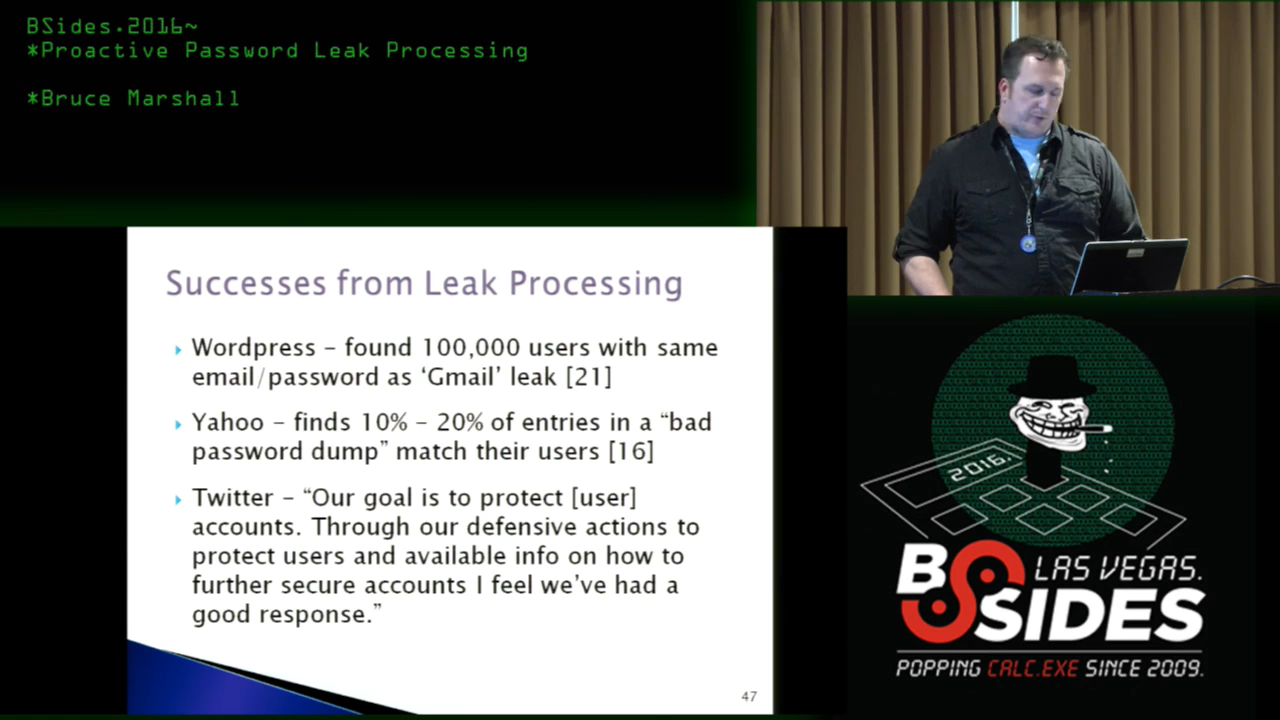 BSides.2016~
*Proactive Password Leak Processing
*Bruce Marshall
Successes from Leak Processing
Wordpress – found 100,000 users with same
email/password as ‘Gmail’ leak [21]
Yahoo – finds 10% – 20% of entries in a “bad
password dump” match their users [16]
Twitter – “Our goal is to protect [user]
accounts. Through our defensive actions to
protect users and available info on how to
further secure accounts I feel we’ve had a
good response.”
47
2016.
BSIDES
LAS VEGAS.
POPPING CALC.EXE SINCE 2009.